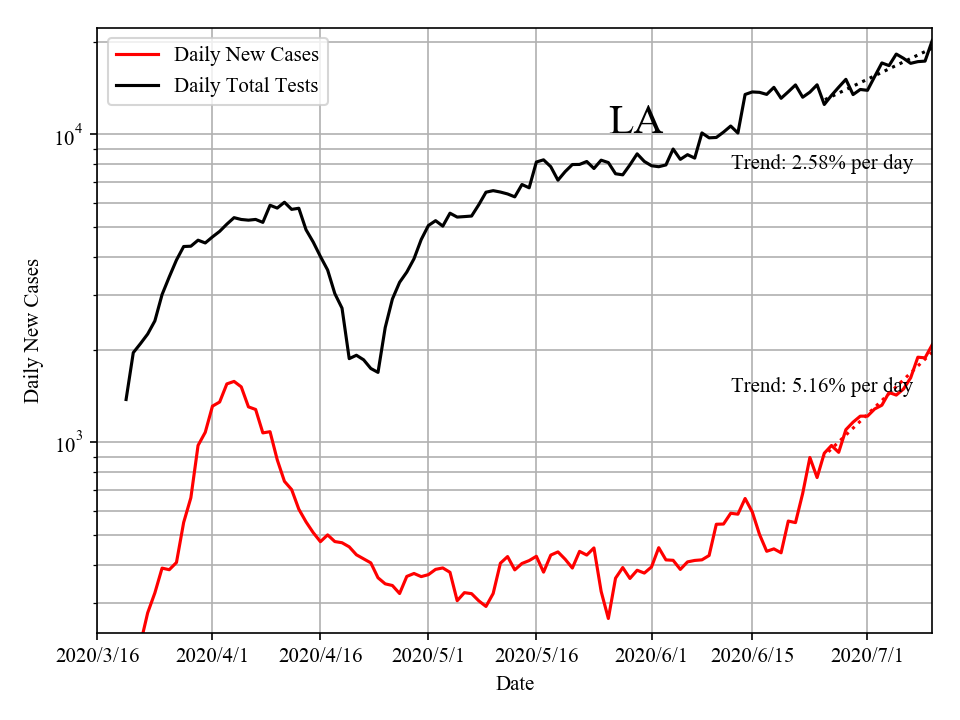 Daily New Cases
Daily Total Tests
LA
10^4
Trend: 2.58% per day
Daily New Cases
Trend: 5.16% per day
10^3
2020/3/16 2020/4/1 2020/4/16 2020/5/1 2020/5/16 2020/6/1 2020/6/15 2020/7/1
Date